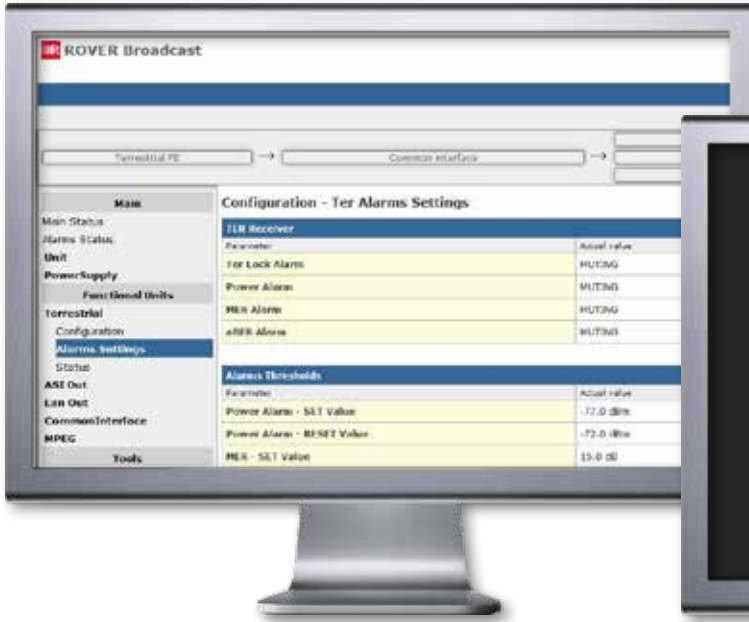 ROVER Broadcast
Terrestrial FE → Common Interface →
Main
Main Status
Alarms Status
Unit
PowerSupply
Functional Units
Terrestrial
Configuration
Alarms Settings
Status
ASI Out
Lan Out
CommonInterface
MPEG
Tools
Configuration - Ter Alarms Settings
TER Receiver
Parameter Actual value
Ter Lock Alarm MUTING
Power Alarm MUTING
MER Alarm MUTING
aBER Alarm MUTING
Alarms Thresholds
Parameter Actual value
Power Alarm - SET Value -77.0 dBm
Power Alarm - RESET Value -72.0 dBm
MER - SET Value 15.0 dB